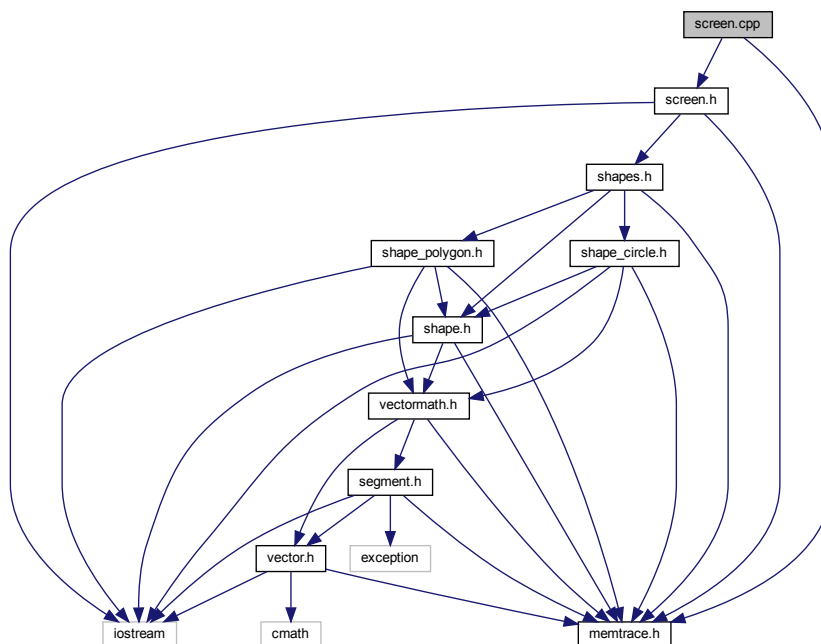 screen.cpp
screen.h
shapes.h
shape_polygon.h
shape_circle.h
shape.h
vectormath.h
segment.h
vector.h
exception
iostream
cmath
memtrace.h